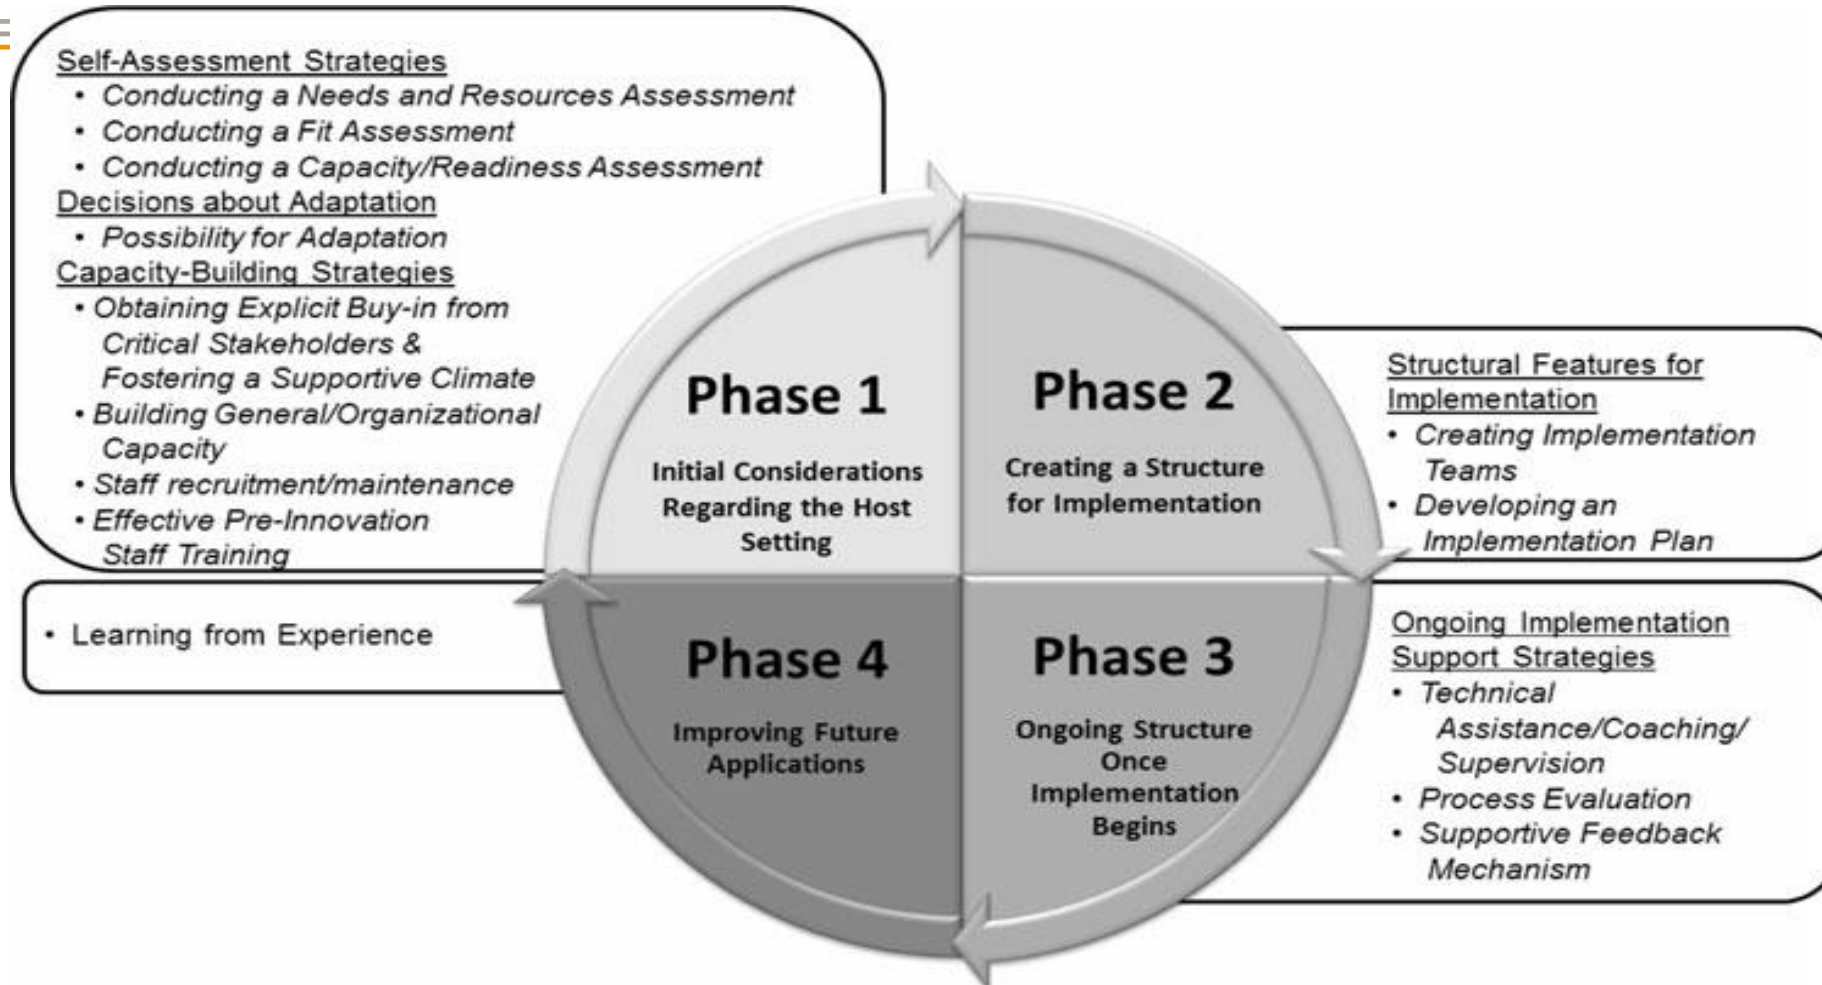 Self-Assessment Strategies
• Conducting a Needs and Resources Assessment
• Conducting a Fit Assessment
• Conducting a Capacity/Readiness Assessment
Decisions about Adaptation
• Possibility for Adaptation
Capacity-Building Strategies
• Obtaining Explicit Buy-in from
Critical Stakeholders &
Fostering a Supportive Climate
• Building General/Organizational
Capacity
• Staff recruitment/maintenance
• Effective Pre-Innovation
Staff Training
Phase 1
Initial Considerations
Regarding the Host
Setting
Phase 2
Creating a Structure
for Implementation
Structural Features for
Implementation
• Creating Implementation
Teams
• Developing an
Implementation Plan
• Learning from Experience
Phase 4
Improving Future
Applications
Phase 3
Ongoing Structure
Once
Implementation
Begins
Ongoing Implementation
Support Strategies
• Technical
Assistance/Coaching/
Supervision
• Process Evaluation
• Supportive Feedback
Mechanism